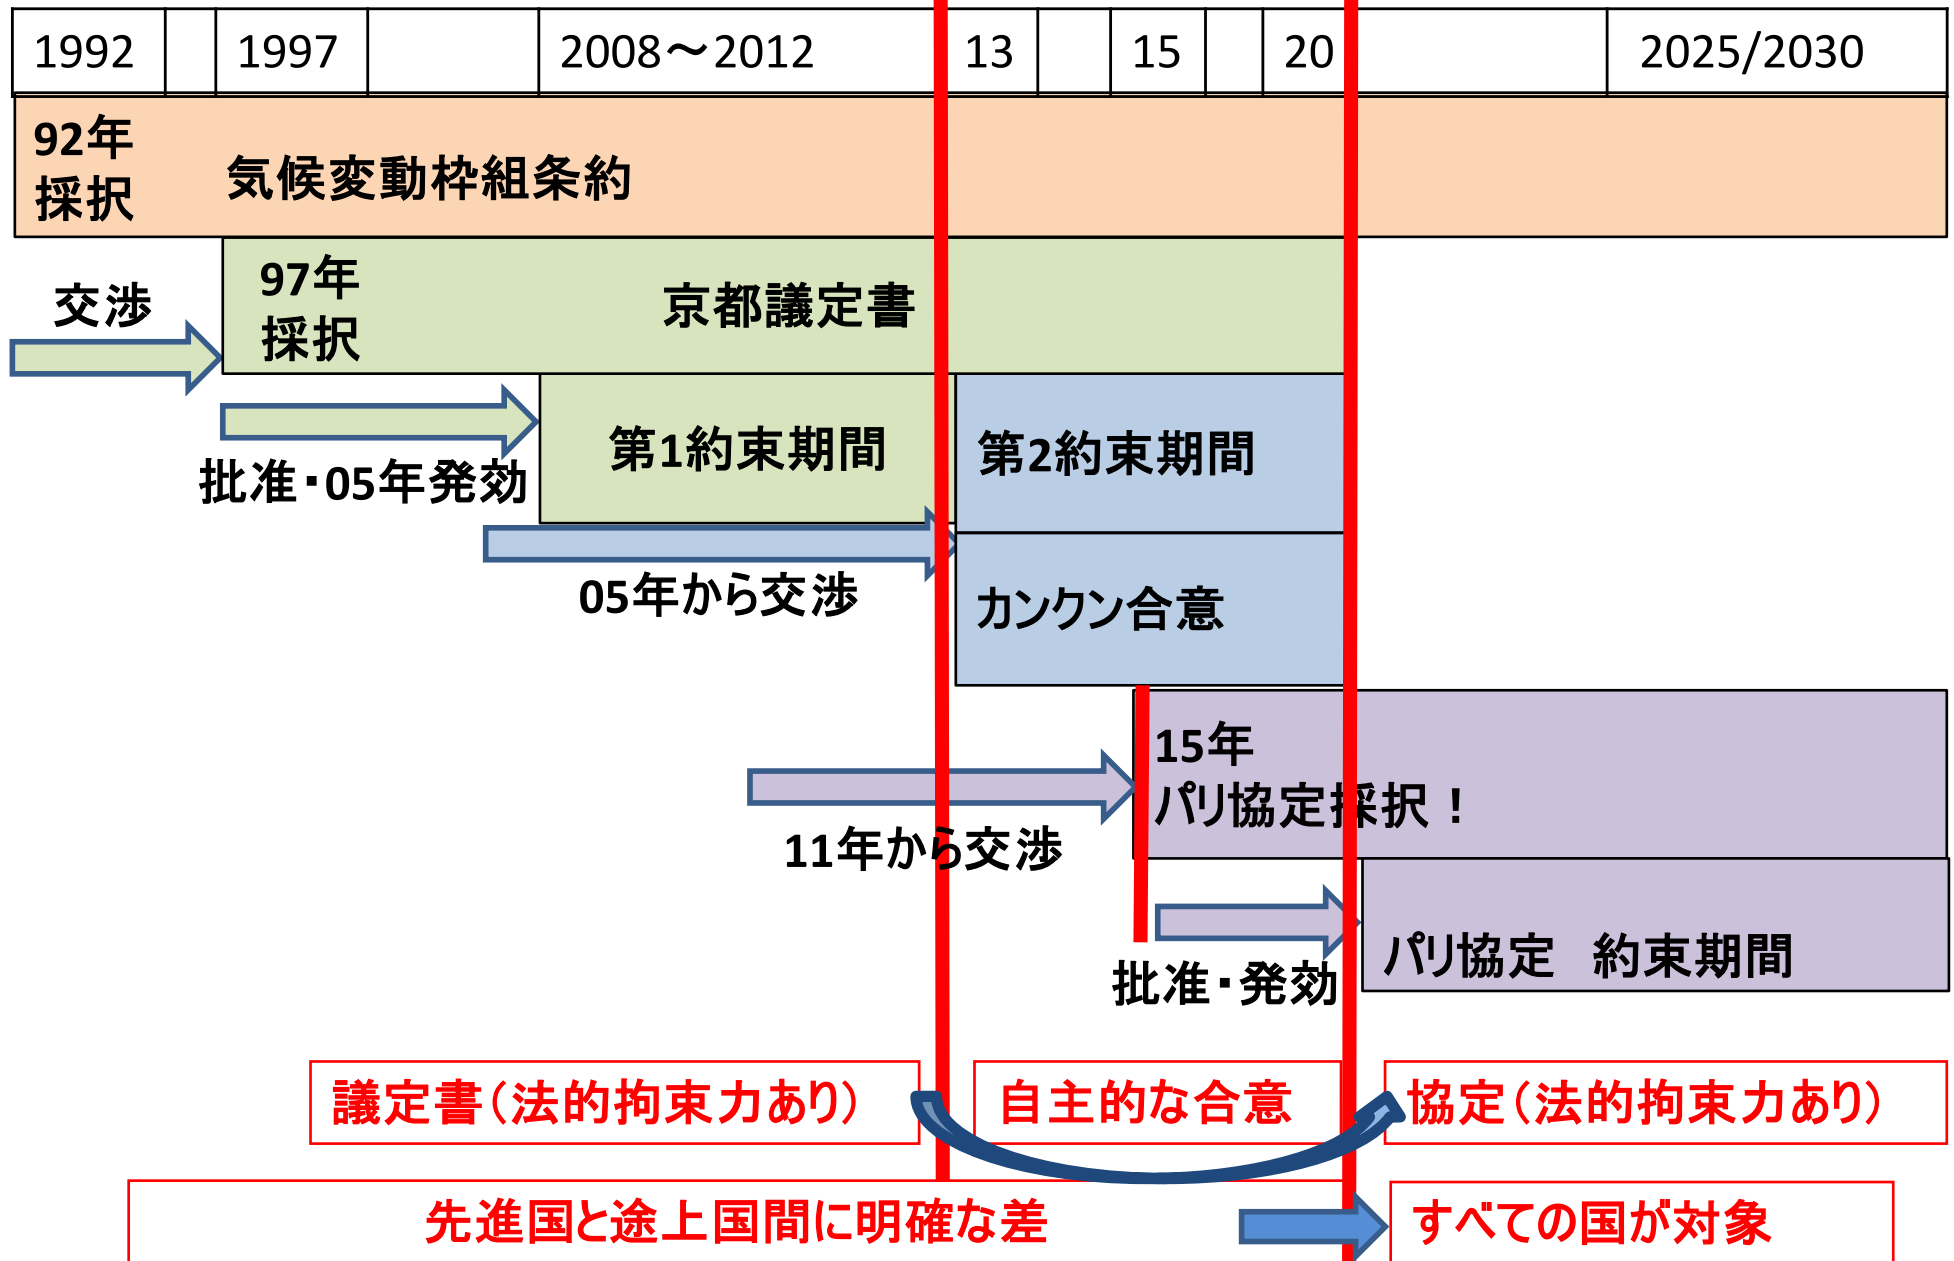 1992 1997 2008～2012 13 15 20 2025/2030
92年
採択
気候変動枠組条約
97年
採択
京都議定書
交渉
第1約束期間
第2約束期間
批准・05年発効
05年から交渉
カンクン合意
15年
パリ協定採択！
11年から交渉
パリ協定　約束期間
批准・発効
議定書（法的拘束力あり）
自主的な合意
協定（法的拘束力あり）
先進国と途上国間に明確な差
すべての国が対象